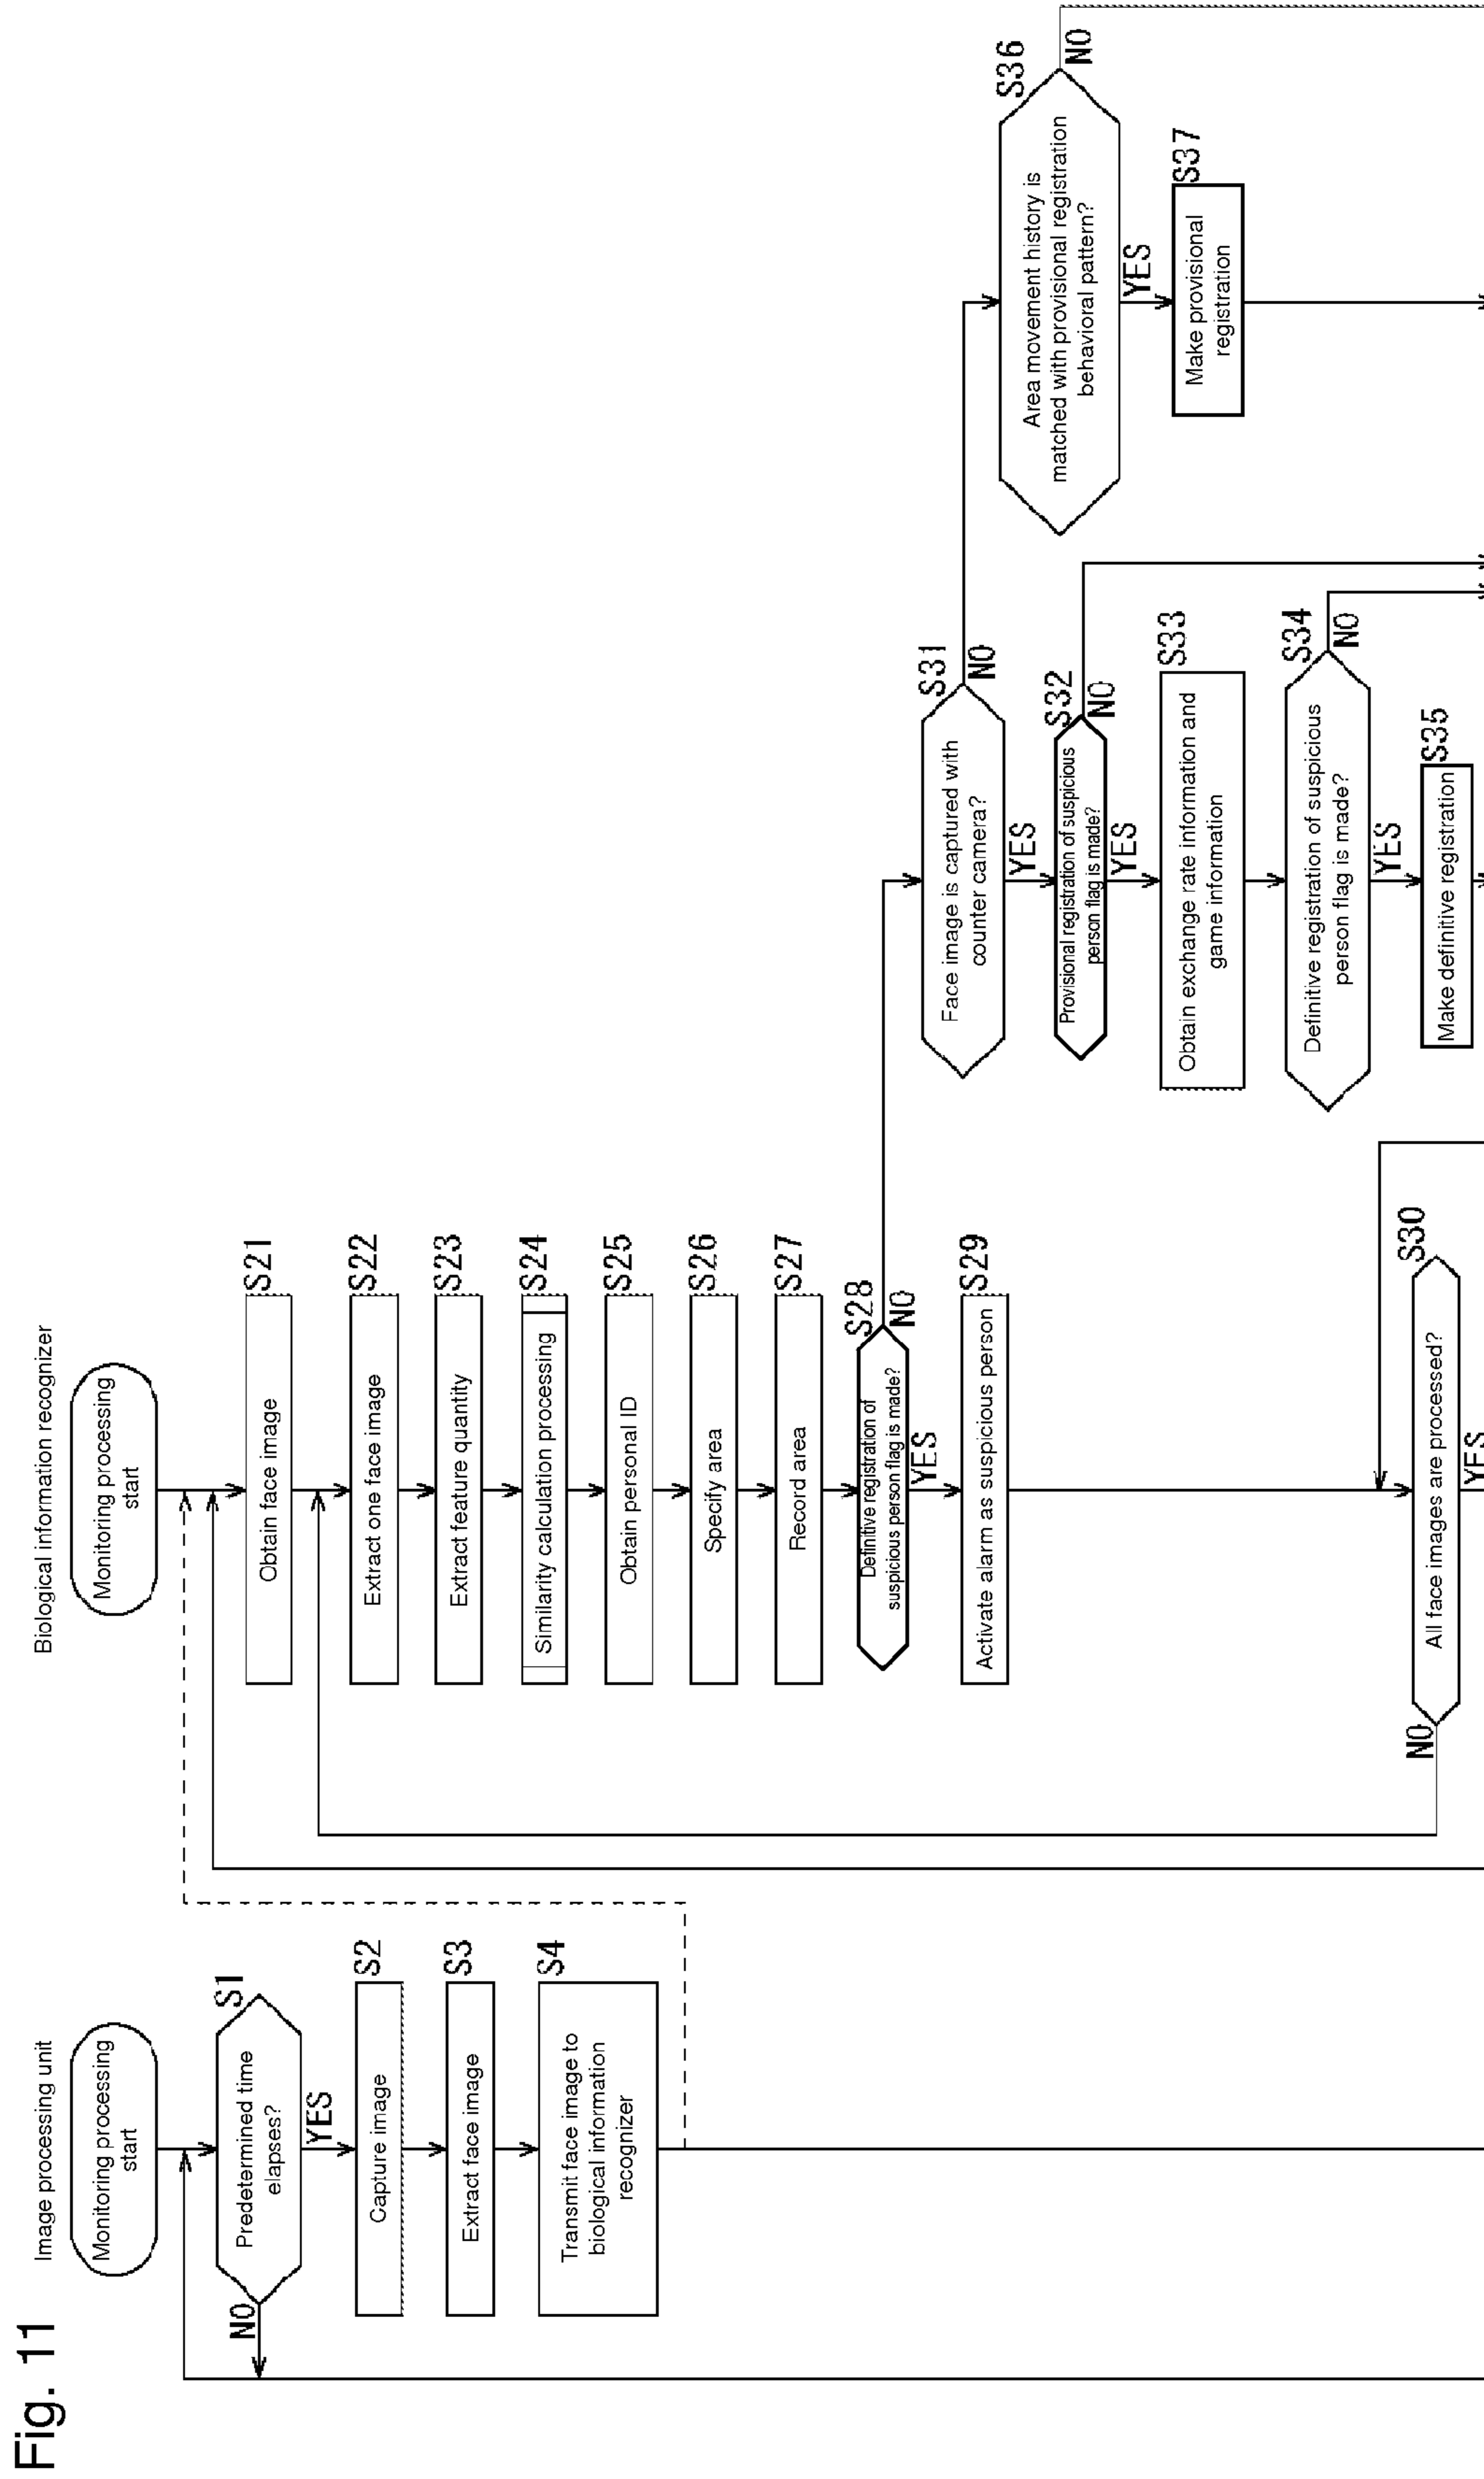 Fig. 11
Image processing unit
Monitoring processing
start
S1
Predetermined time
elapses?
NO
YES
S2
Capture image
S3
Extract face image
S4
Transmit face image to
biological information
recognizer
Biological information recognizer
Monitoring processing
start
S21
Obtain face image
S22
Extract one face image
S23
Extract feature quantity
S24
Similarity calculation processing
S25
Obtain personal ID
S26
Specify area
S27
Record area
S28
Definitive registration of
suspicious person flag is made?
NO
YES
S29
Activate alarm as suspicious person
S30
All face images are processed?
NO
YES
S31
Face image is captured with
counter camera?
NO
YES
S32
Provisional registration of suspicious
person flag is made?
NO
YES
S33
Obtain exchange rate information and
game information
S34
Definitive registration of suspicious
person flag is made?
NO
YES
S35
Make definitive registration
S36
Area movement history is
matched with provisional registration
behavioral pattern?
NO
YES
S37
Make provisional
registration